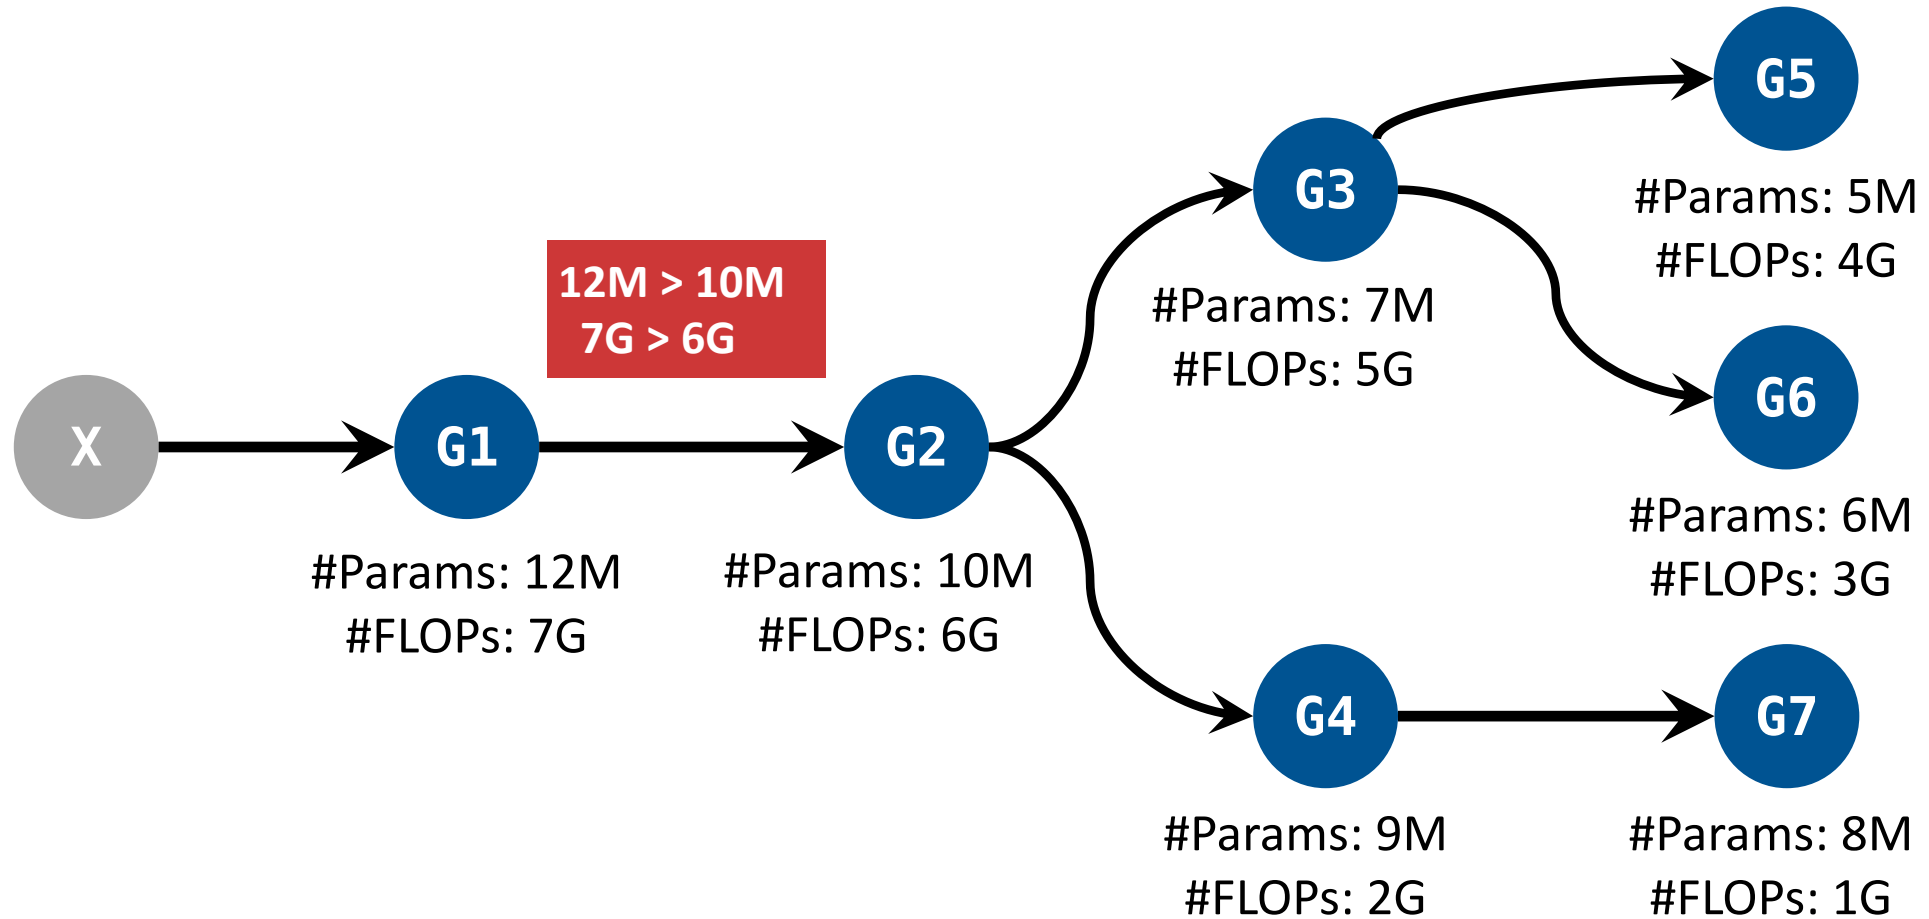 G5
#Params: 5M
#FLOPs: 4G
G3
#Params: 7M
#FLOPs: 5G
12M > 10M
7G > 6G
G6
#Params: 6M
#FLOPs: 3G
X
G1
#Params: 12M
#FLOPs: 7G
G2
#Params: 10M
#FLOPs: 6G
G4
#Params: 9M
#FLOPs: 2G
G7
#Params: 8M
#FLOPs: 1G